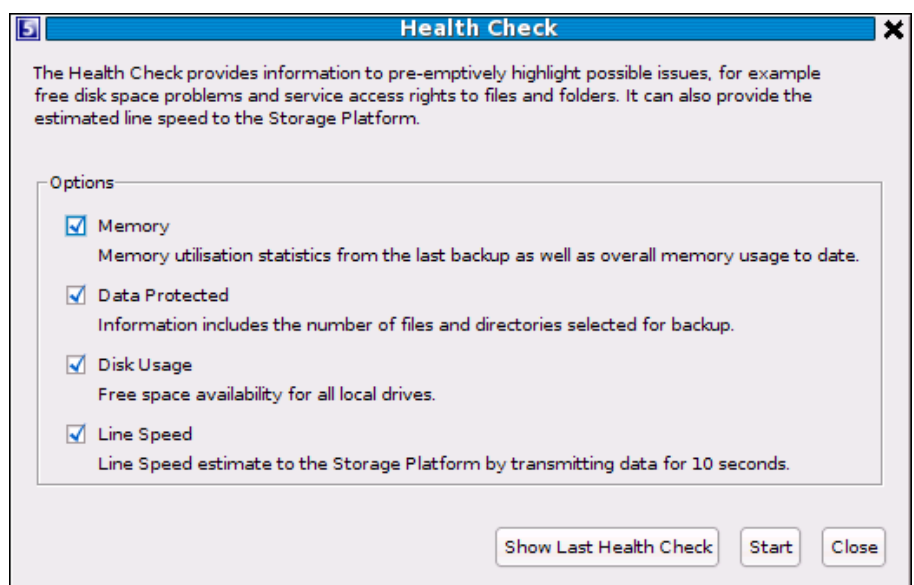 5 Health Check
The Health Check provides information to pre-emptively highlight possible issues, for example
free disk space problems and service access rights to files and folders. It can also provide the
estimated line speed to the Storage Platform.
Options
Memory
Memory utilisation statistics from the last backup as well as overall memory usage to date.
Data Protected
Information includes the number of files and directories selected for backup.
Disk Usage
Free space availability for all local drives.
Line Speed
Line Speed estimate to the Storage Platform by transmitting data for 10 seconds.
Show Last Health Check Start Close